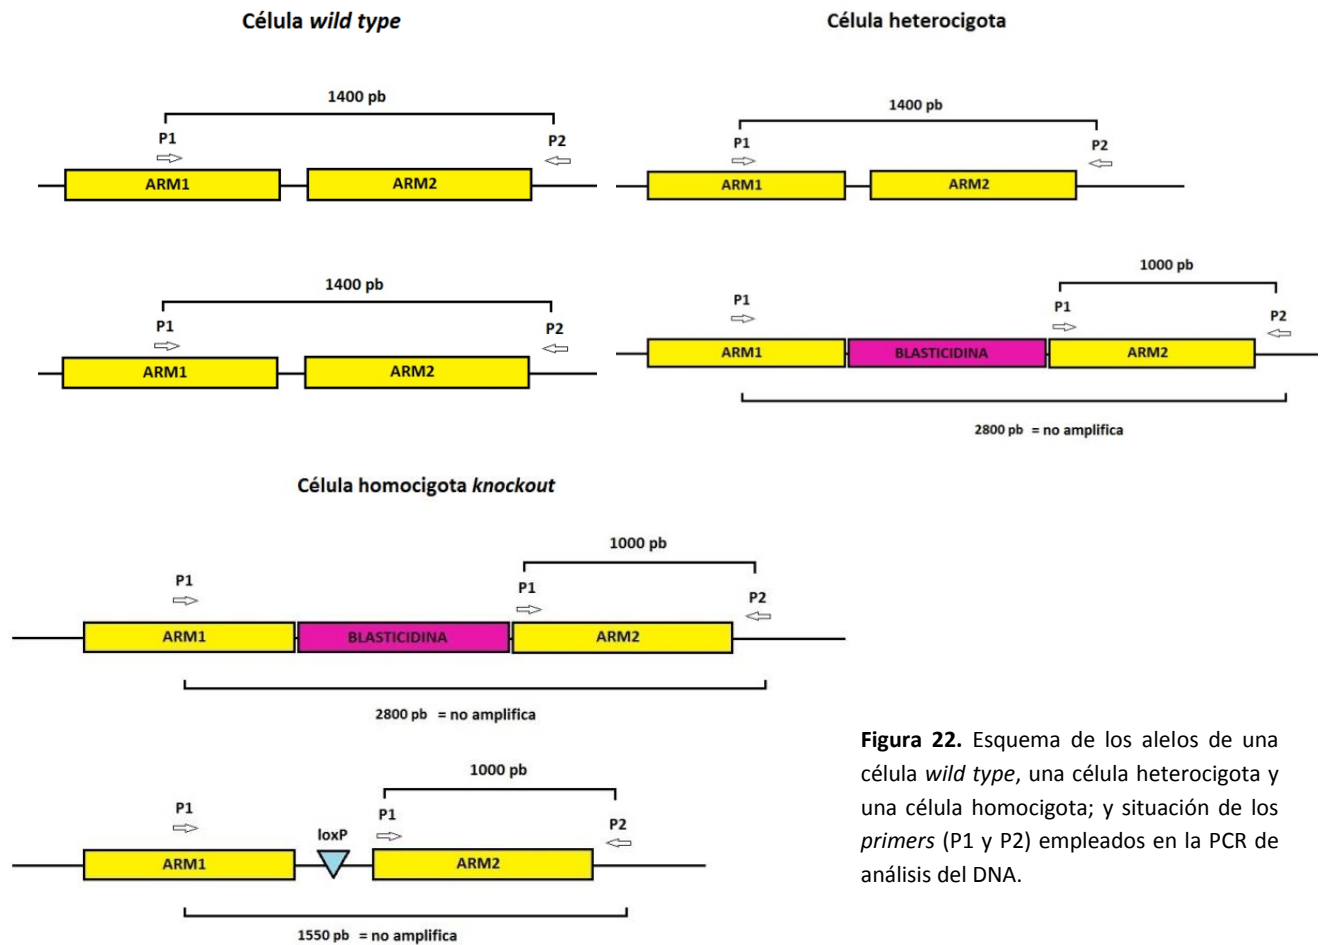 Célula wild type
1400 pb
P1
P2
ARM1
ARM2
1400 pb
P1
P2
ARM1
ARM2
Célula heterocigota
1400 pb
P1
P2
ARM1
ARM2
1000 pb
P1
P1
P2
ARM1
BLASTICIDINA
ARM2
2800 pb = no amplifica
Célula homocigota knockout
1000 pb
P1
P1
P2
ARM1
BLASTICIDINA
ARM2
2800 pb = no amplifica
1000 pb
P1
P1
P2
loxP
ARM1
ARM2
1550 pb = no amplifica
Figura 22. Esquema de los alelos de una
célula wild type, una célula heterocigota y
una célula homocigota; y situación de los
primers (P1 y P2) empleados en la PCR de
análisis del DNA.